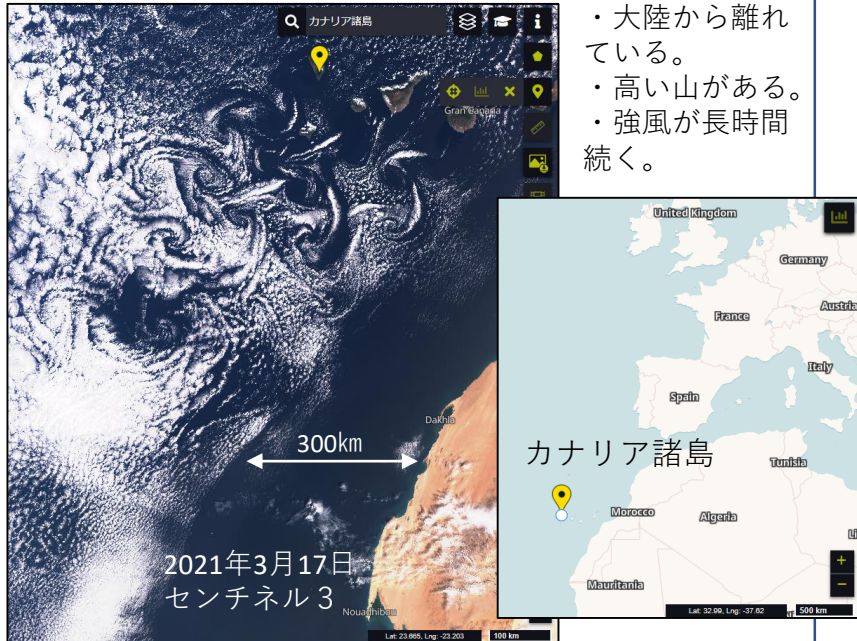 カナリア諸島
・大陸から離れ
ている。
・高い山がある。
・強風が長時間
続く。
Gran Canaria
Dakhla
300㎞
2021年3月17日
センチネル３
Nouadhibou
Lat: 23.665, Lng: -23.203
100 km
United Kingdom
Germany
France
Austria
Italy
Spain
カナリア諸島
Tunisia
Morocco
Algeria
Li
Mauritania
Lat: 32.99, Lng: -37.62
500 km